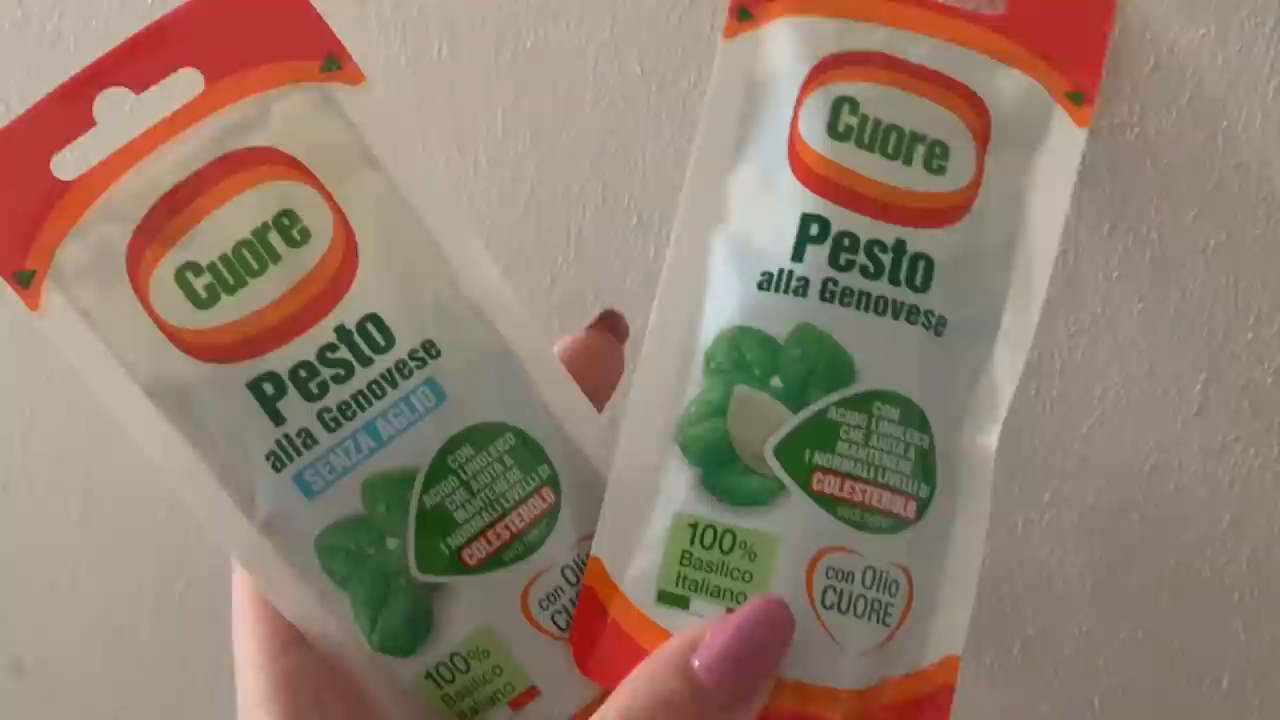 Cuore
Pesto
alla Genovese
SENZA AGLIO
CON
ACIDO LINOLEICO
CHE AIUTA A
MANTENERE
I NORMALI LIVELLI DI
COLESTEROLO
con Olio
100%
Basilico
Italiano
Cuore
Pesto
alla Genovese
CON
ACIDO LINOLEICO
CHE AIUTA A
MANTENERE
I NORMALI LIVELLI DI
COLESTEROLO
100%
Basilico
Italiano
con Olio
CUORE